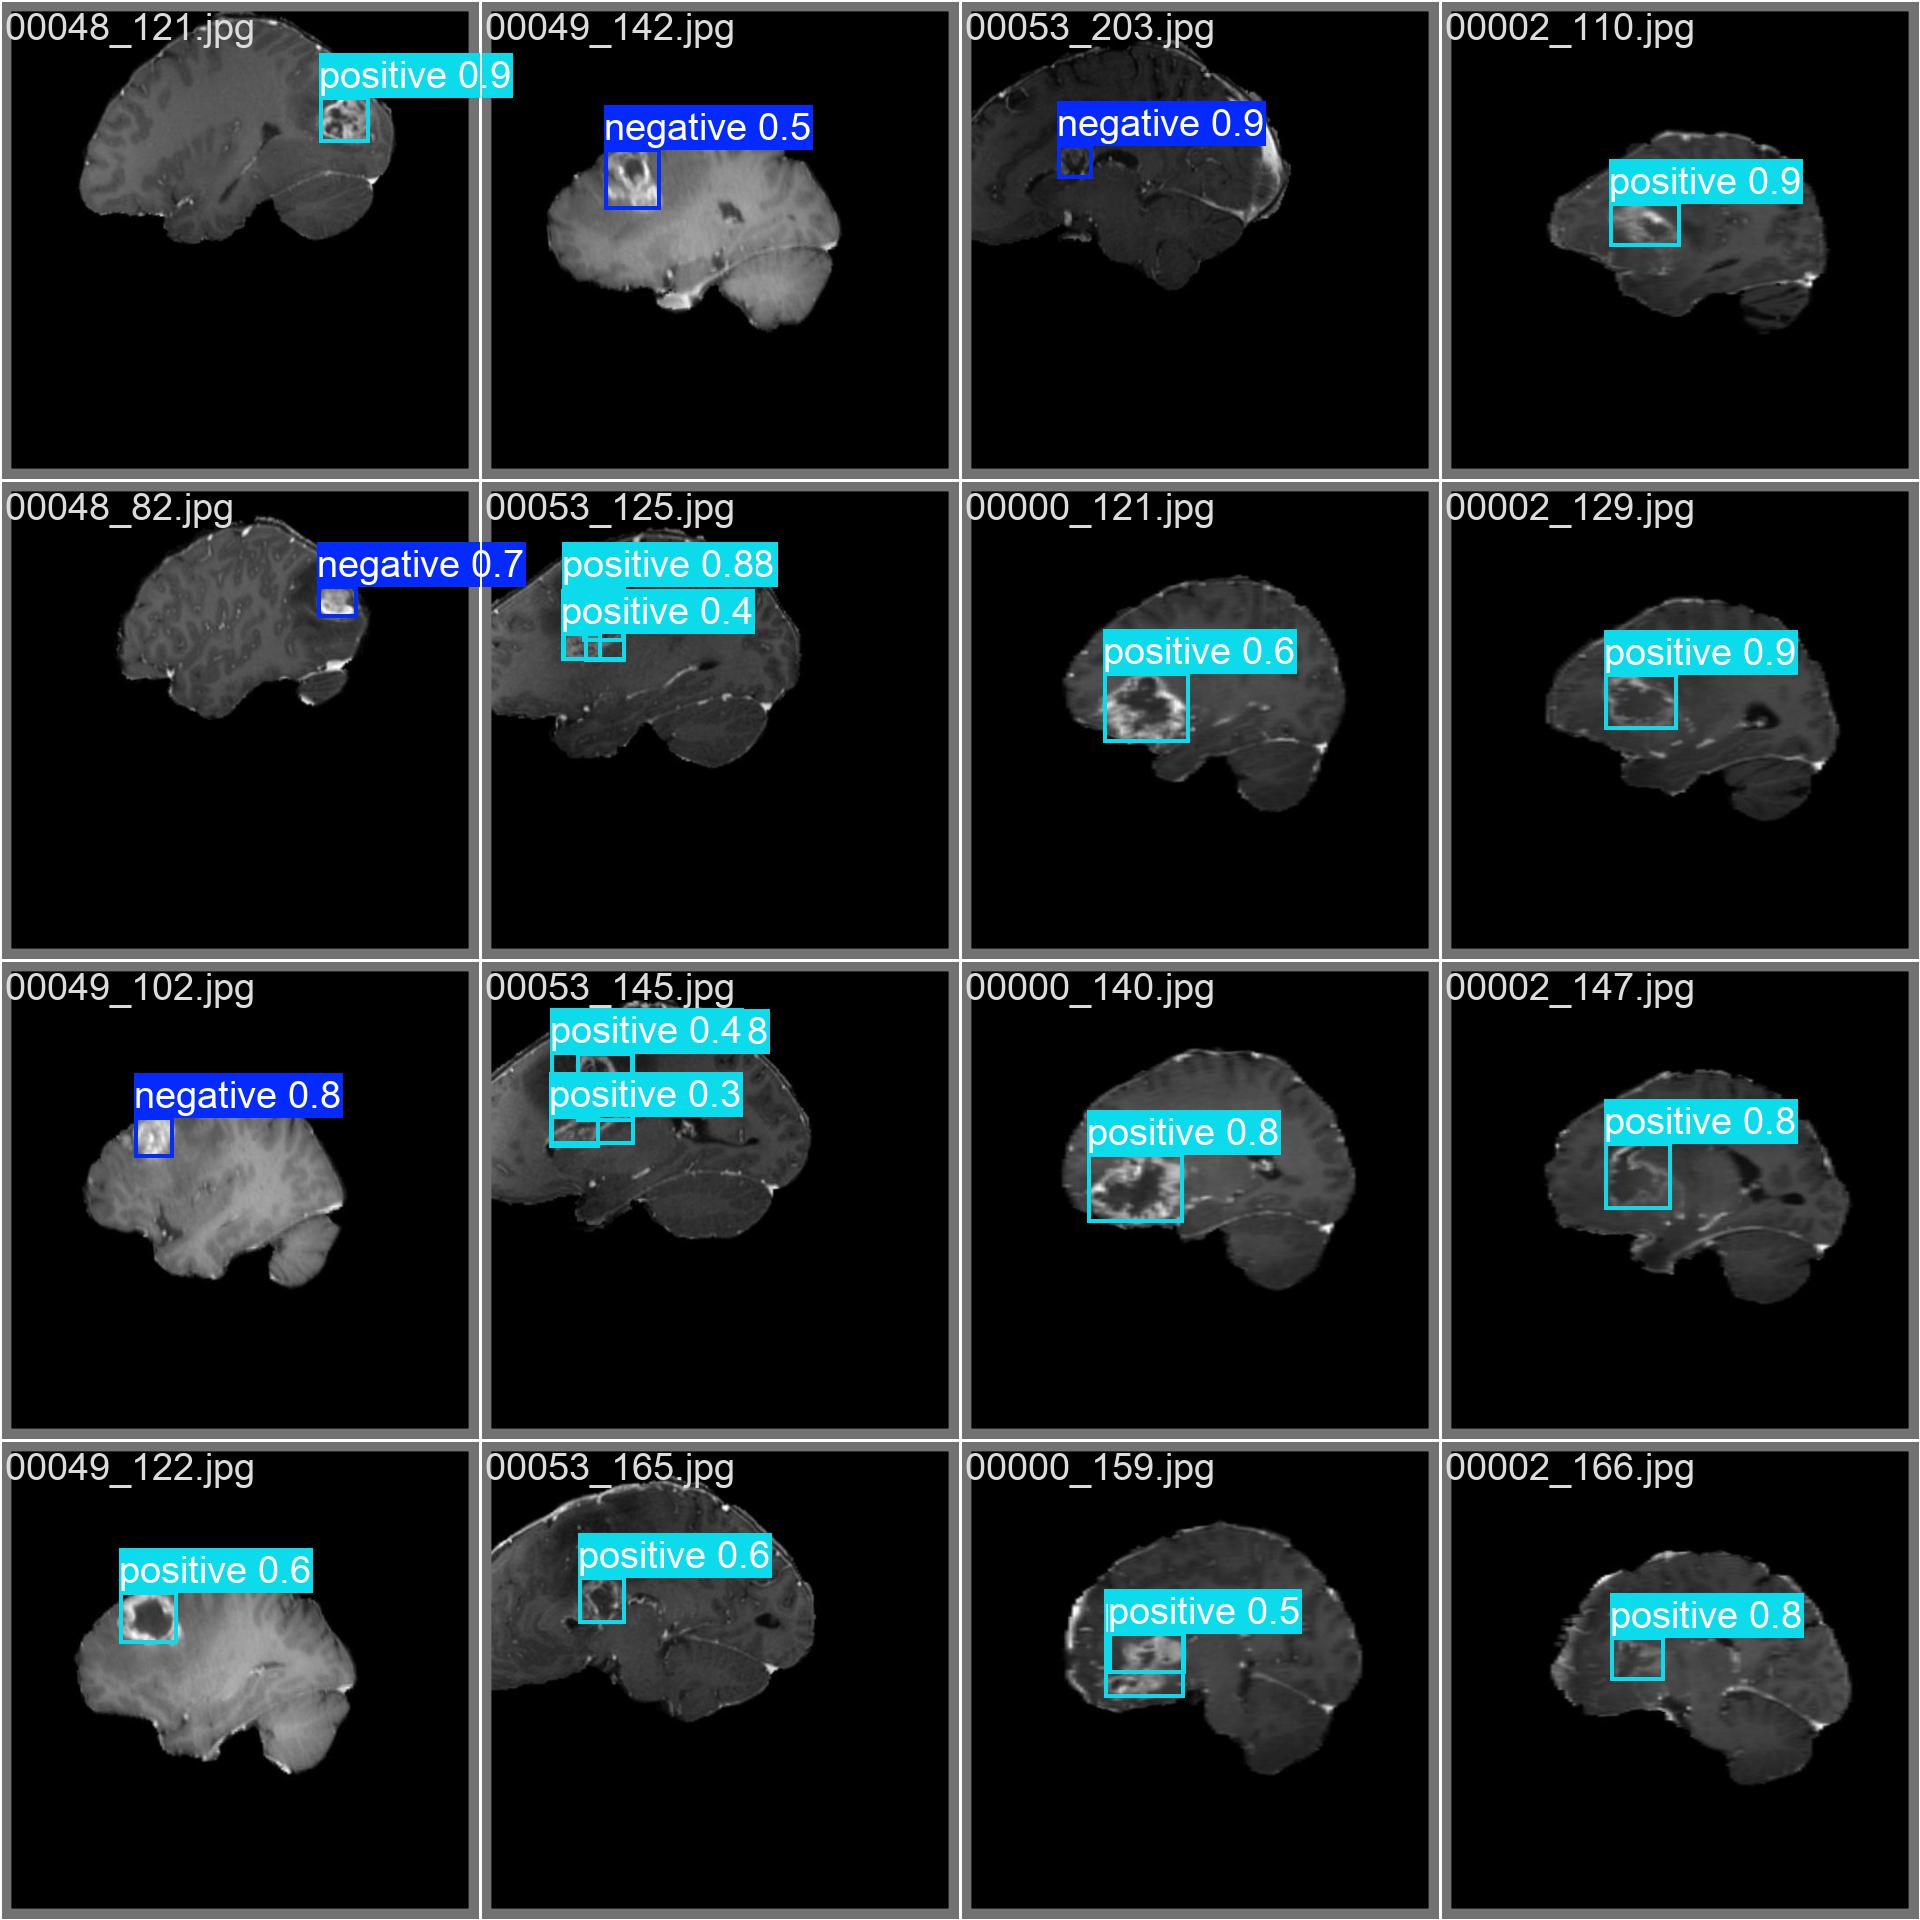 00048_121.jpg
positive 0.9
00049_142.jpg
negative 0.5
00053_203.jpg
negative 0.9
00002_110.jpg
positive 0.9
00048_82.jpg
negative 0.7
00053_125.jpg
positive 0.88
positive 0.4
00000_121.jpg
positive 0.6
00002_129.jpg
positive 0.9
00049_102.jpg
negative 0.8
00053_145.jpg
positive 0.4 8
positive 0.3
00000_140.jpg
positive 0.8
00002_147.jpg
positive 0.8
00049_122.jpg
positive 0.6
00053_165.jpg
positive 0.6
00000_159.jpg
positive 0.5
00002_166.jpg
positive 0.8